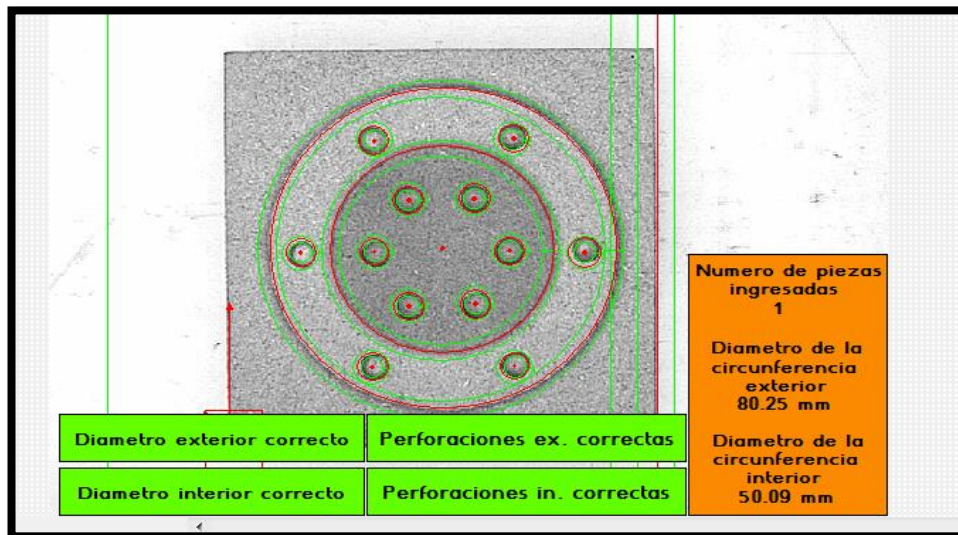 Numero de piezas
ingresadas
1
Diametro de la
circunferencia
exterior
80.25 mm
Diametro de la
circunferencia
interior
50.09 mm
Diametro exterior correcto
Perforaciones ex. correctas
Diametro interior correcto
Perforaciones in. correctas